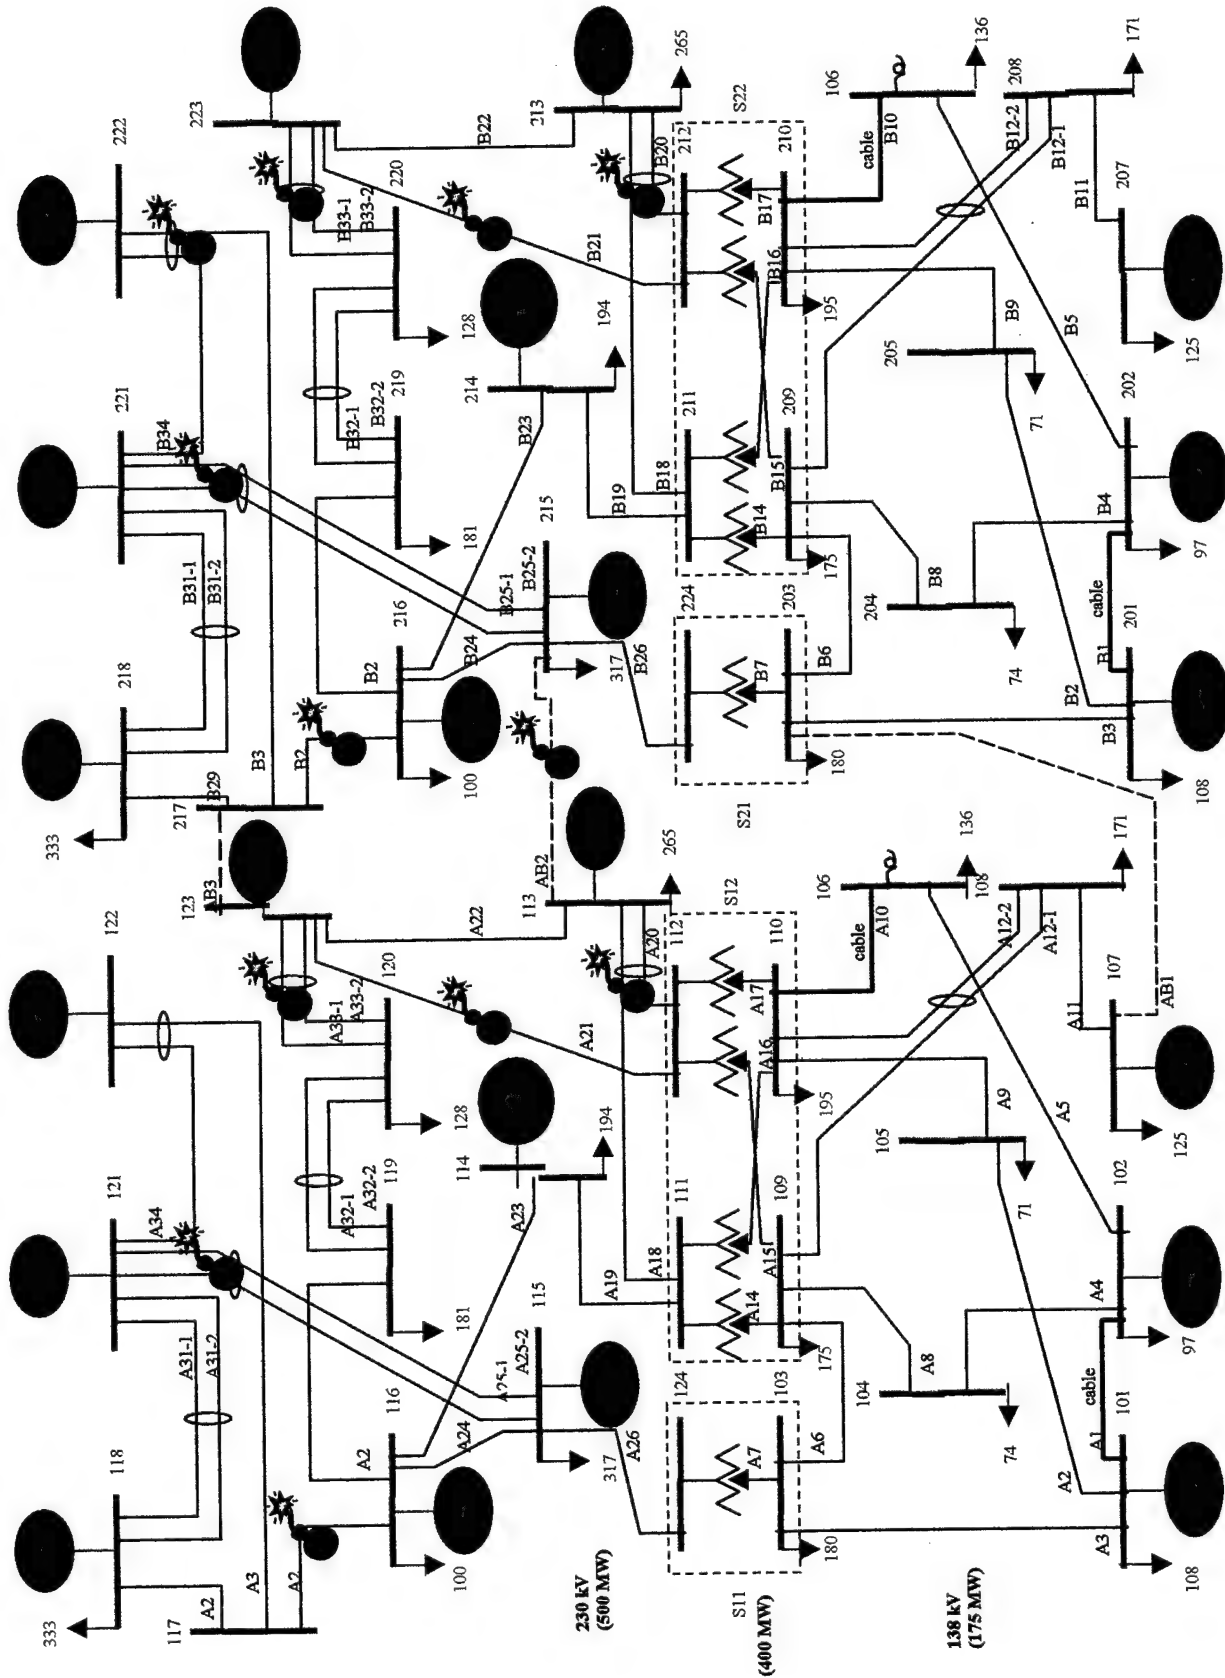 333
333
118
121
122
218
221
222
117
A2
A31-1
A34
B31-1
B34
A31-2
B31-2
217
B29
123
AB3
223
A3
B3
A2
B2
A33-1
B33-1
A33-2
B33-2
A32-1
B32-1
A32-2
B32-2
A2
B2
116
119
120
216
219
220
100
181
128
100
181
128
A24
A22
B24
B22
114
214
A25-1
B25-1
A23
B23
A25-2
B25-2
115
113
215
213
AB2
A21
B21
317
194
317
194
A26
A19
B26
B19
230 kV
(500 MW)
A18
A20
B18
B20
265
265
124
111
112
224
211
212
S11
S12
S21
S22
(400 MW)
A7
A14
A15
A16
A17
B7
B14
B15
B16
B17
103
109
110
203
209
210
A6
B6
180
175
195
180
175
195
104
105
106
204
205
106
cable
A10
cable
B10
A8
A9
B8
B9
138 kV
(175 MW)
136
136
108
208
74
71
74
71
A12-2
B12-2
A12-1
B12-1
A2
A5
B2
B5
A11
B11
cable
cable
A1
A4
B1
B4
A3
B3
101
102
107
201
202
207
171
171
AB1
108
97
125
108
97
125